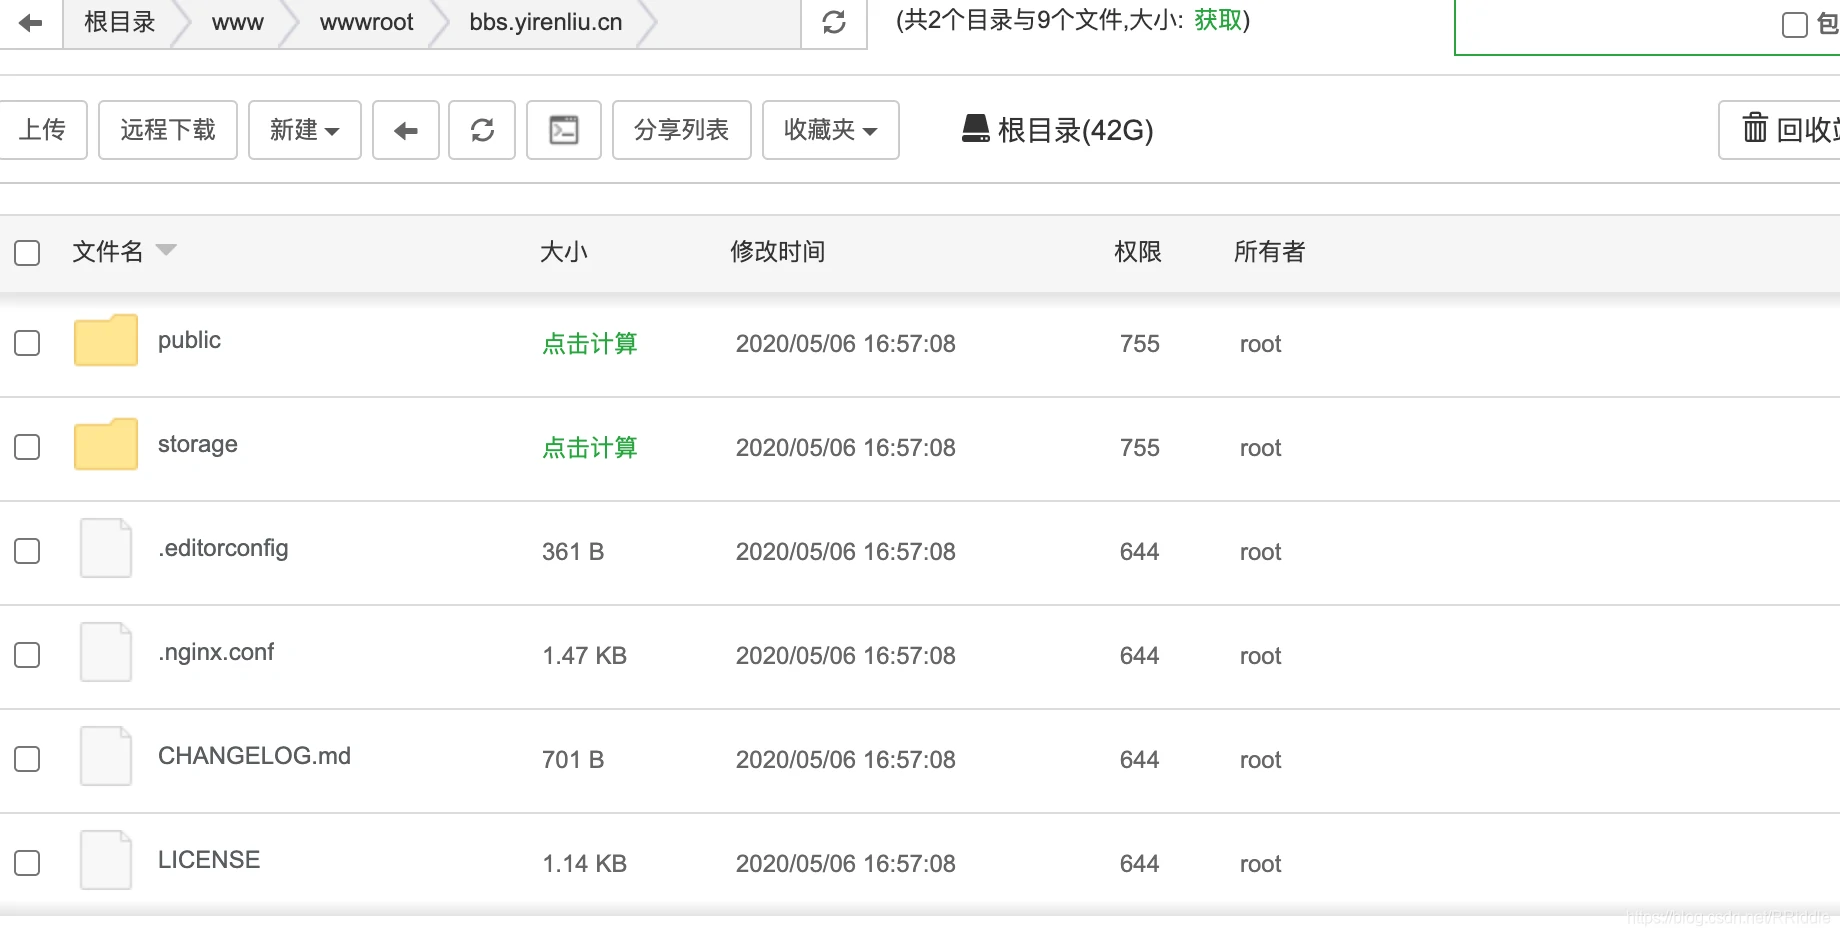 根目录 www wwwroot bbs.yirenliu.cn (共2个目录与9个文件,大小: 获取) 包
上传 远程下载 新建 分享列表 收藏夹 根目录(42G) 回收站
文件名 大小 修改时间 权限 所有者
public 点击计算 2020/05/06 16:57:08 755 root
storage 点击计算 2020/05/06 16:57:08 755 root
.editorconfig 361 B 2020/05/06 16:57:08 644 root
.nginx.conf 1.47 KB 2020/05/06 16:57:08 644 root
CHANGELOG.md 701 B 2020/05/06 16:57:08 644 root
LICENSE 1.14 KB 2020/05/06 16:57:08 644 root
https://blog.csdn.net/RRiddle